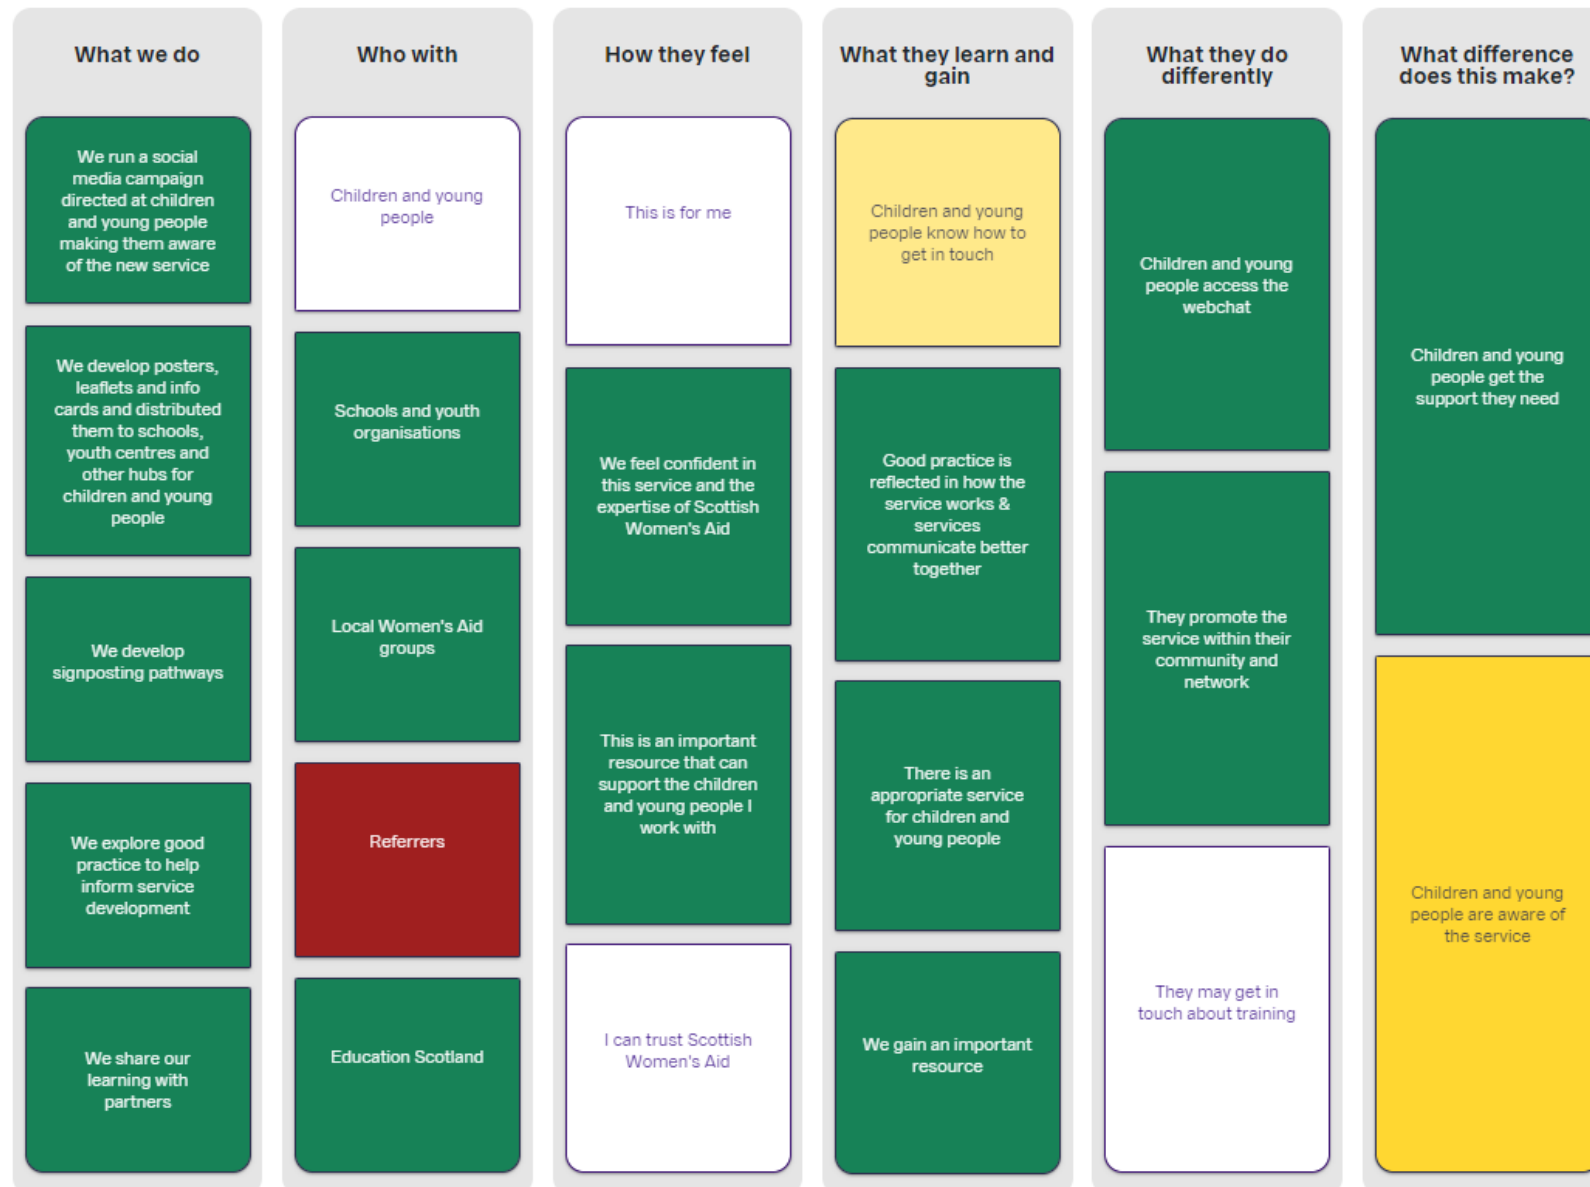 What we do
We run a social
media campaign
directed at children
and young people
making them aware
of the new service
We develop posters,
leaflets and info
cards and distributed
them to schools,
youth centres and
other hubs for
children and young
people
We develop
signposting pathways
We explore good
practice to help
inform service
development
We share our
learning with
partners
Who with
Children and young
people
Schools and youth
organisations
Local Women's Aid
groups
Referrers
Education Scotland
How they feel
This is for me
We feel confident in
this service and the
expertise of Scottish
Women's Aid
This is an important
resource that can
support the children
and young people I
work with
I can trust Scottish
Women's Aid
What they learn and
gain
Children and young
people know how to
get in touch
Good practice is
reflected in how the
service works &
services
communicate better
together
There is an
appropriate service
for children and
young people
We gain an important
resource
What they do
differently
Children and young
people access the
webchat
They promote the
service within their
community and
network
They may get in
touch about training
What difference
does this make?
Children and young
people get the
support they need
Children and young
people are aware of
the service